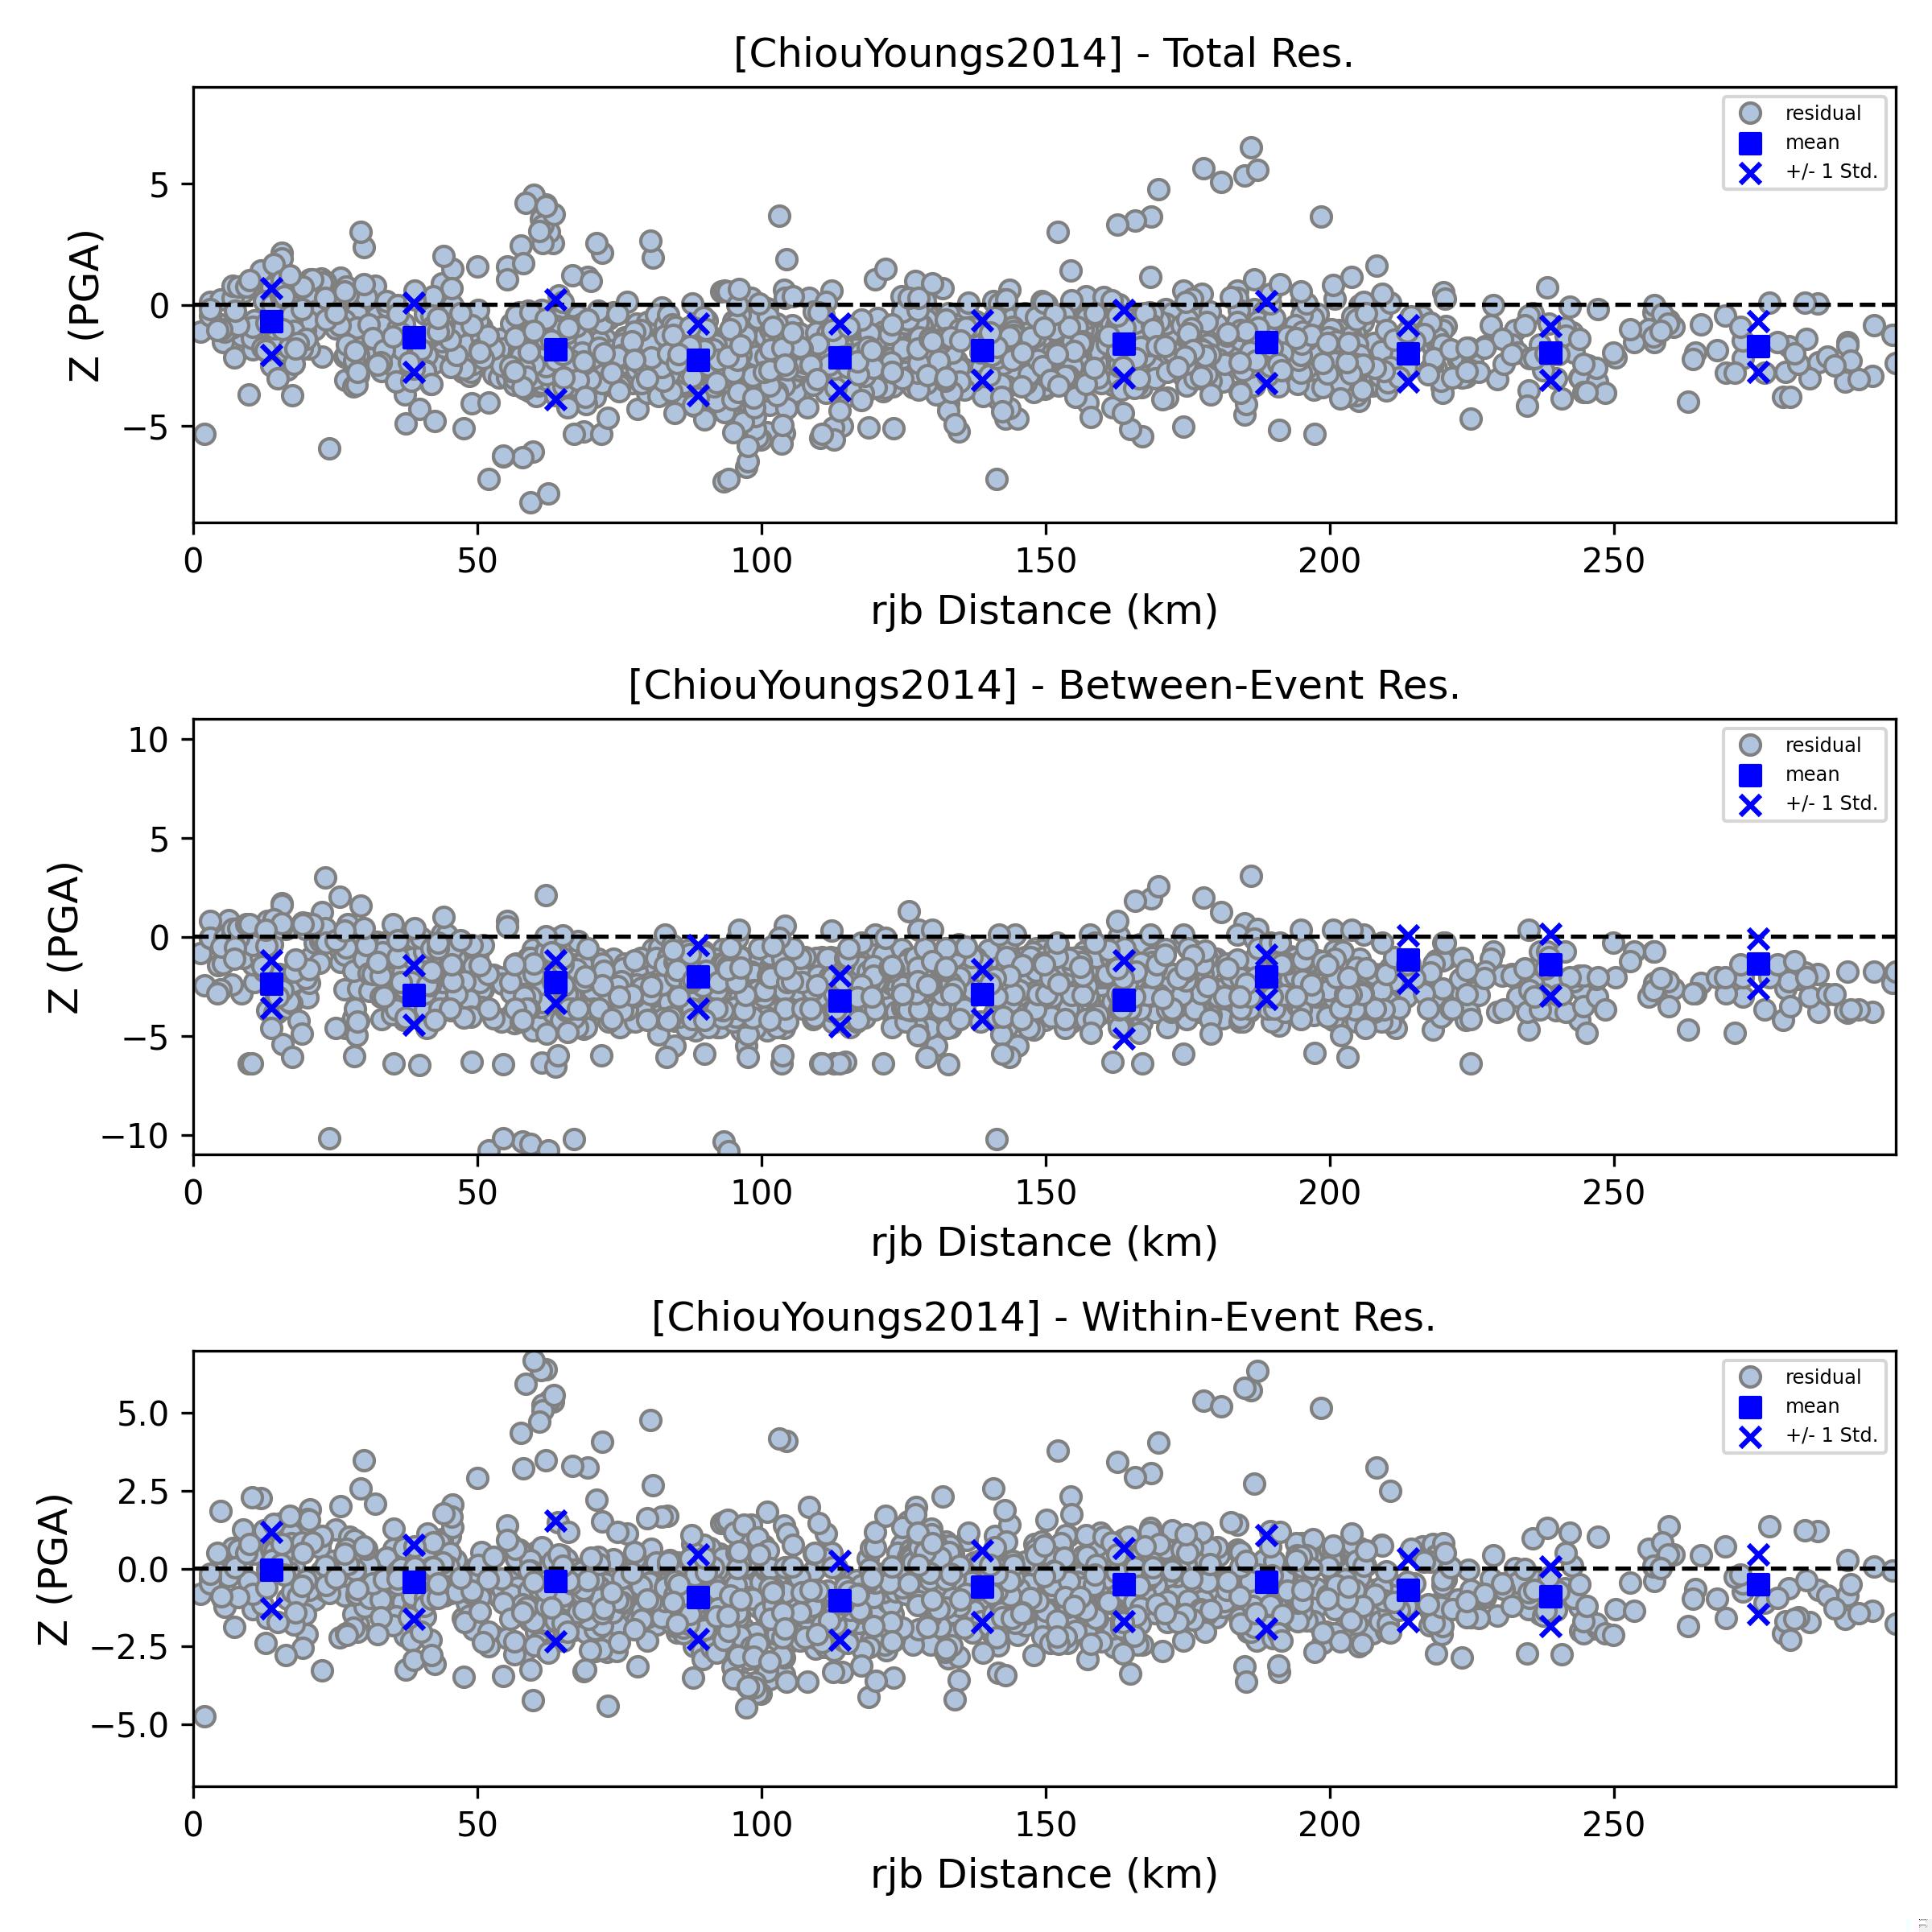 [ChiouYoungs2014] - Total Res.
residual
mean
+/- 1 Std.
Z (PGA)
5
0
−5
0 50 100 150 200 250
rjb Distance (km)
[ChiouYoungs2014] - Between-Event Res.
residual
mean
+/- 1 Std.
Z (PGA)
10
5
0
−5
−10
0 50 100 150 200 250
rjb Distance (km)
[ChiouYoungs2014] - Within-Event Res.
residual
mean
+/- 1 Std.
Z (PGA)
5.0
2.5
0.0
−2.5
−5.0
0 50 100 150 200 250
rjb Distance (km)